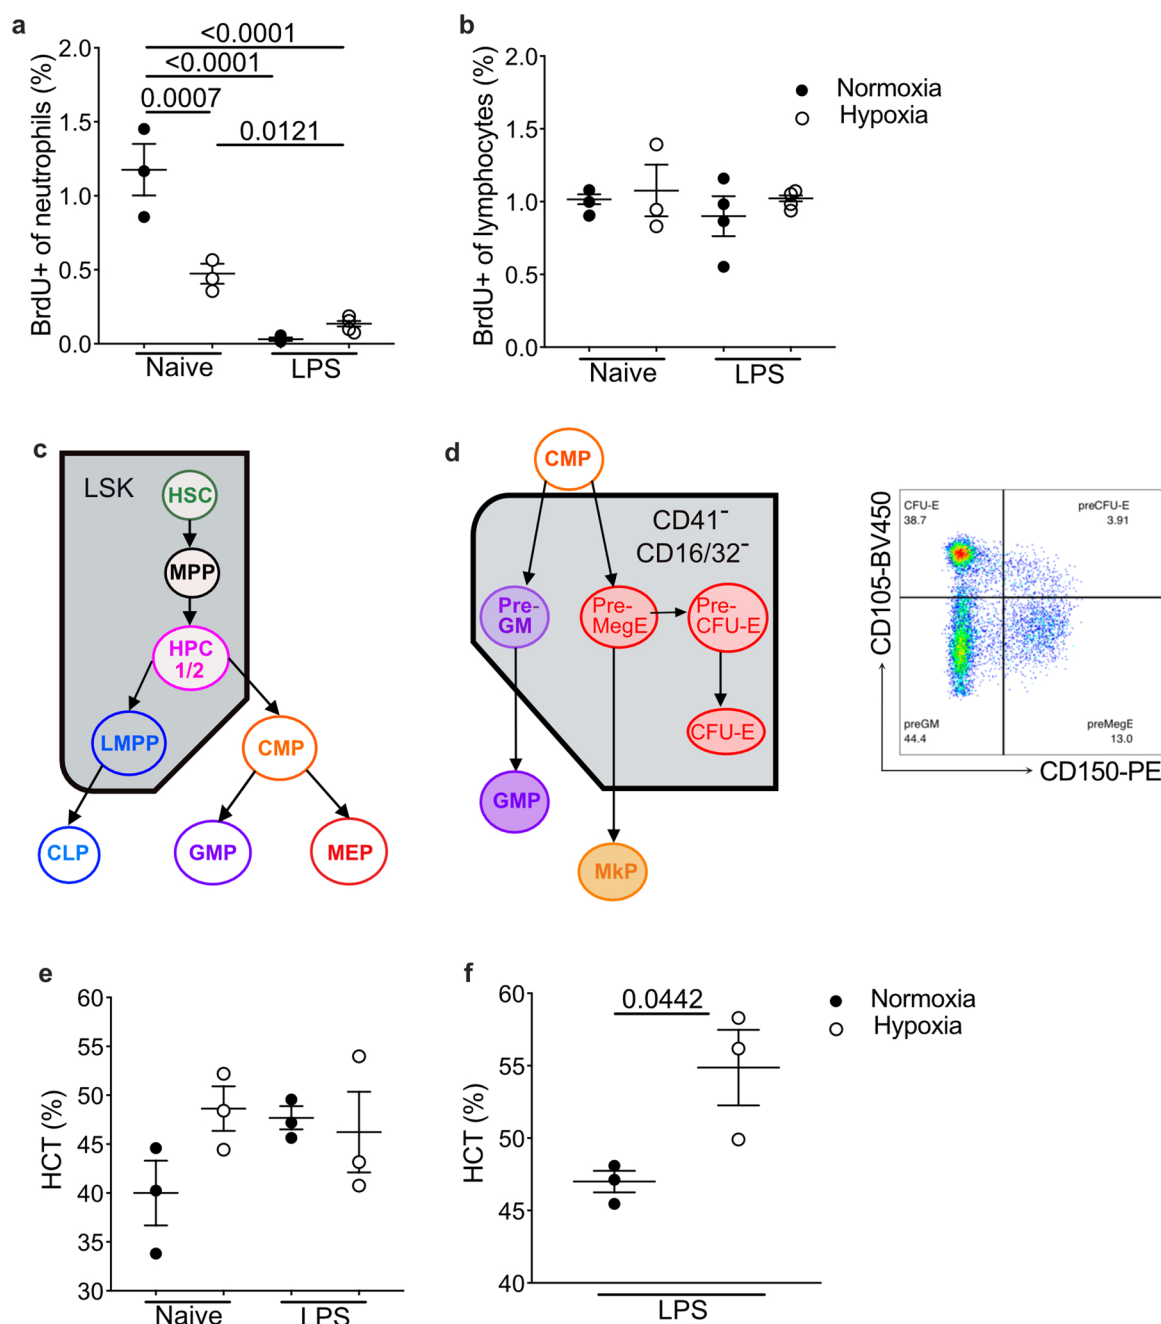 a
<0.0001
<0.0001
0.0007
0.0121
BrdU+ of neutrophils (%)
2.0
1.5
1.0
0.5
0.0
Naive
LPS
b
BrdU+ of lymphocytes (%)
2.0
1.5
1.0
0.5
0.0
Naive
LPS
Normoxia
Hypoxia
c
LSK
HSC
MPP
HPC
1/2
LMPP
CMP
CLP
GMP
MEP
d
CMP
CD41⁻
CD16/32⁻
Pre-
GM
Pre-
MegE
Pre-
CFU-E
CFU-E
GMP
MkP
CD105-BV450
CFU-E
38.7
preCFU-E
3.91
preGM
44.4
preMegE
13.0
CD150-PE
e
HCT (%)
60
55
50
45
40
35
30
Naive
LPS
f
0.0442
HCT (%)
60
55
50
45
40
LPS
Normoxia
Hypoxia